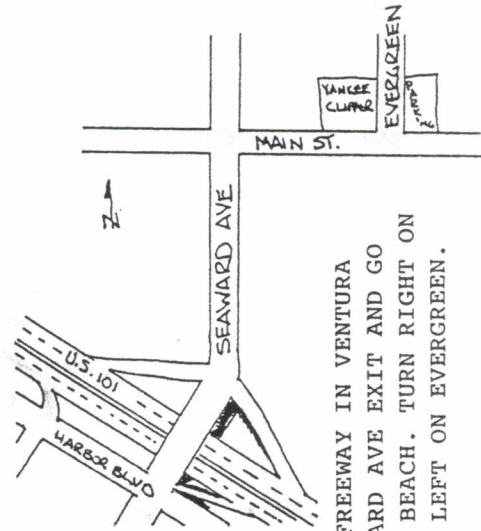 YANKEE
CLIPPER
EVERGREEN
MAIN ST.
N
SEAWARD AVE
U.S. 101
HARBOR BLVD
FREEWAY IN VENTURA
ARD AVE EXIT AND GO
BEACH. TURN RIGHT ON
LEFT ON EVERGREEN.